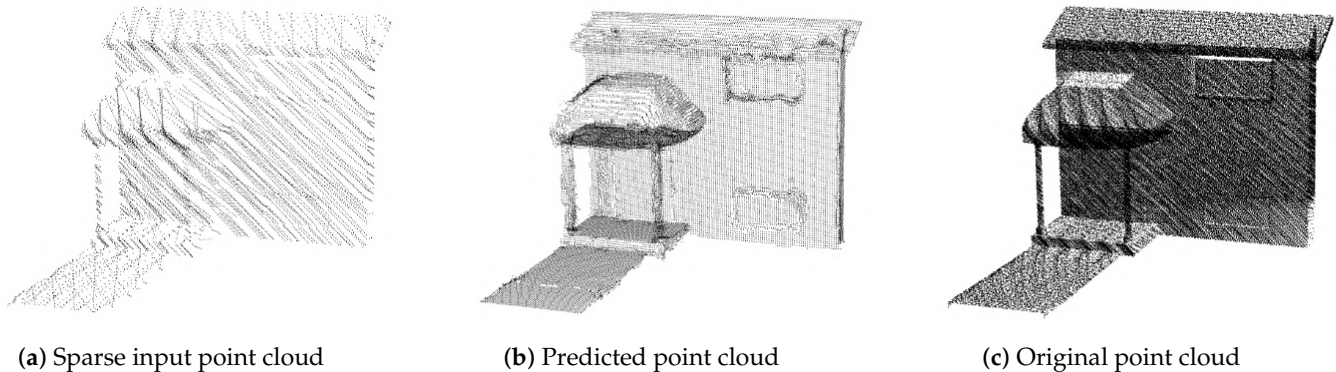 (a) Sparse input point cloud
(b) Predicted point cloud
(c) Original point cloud